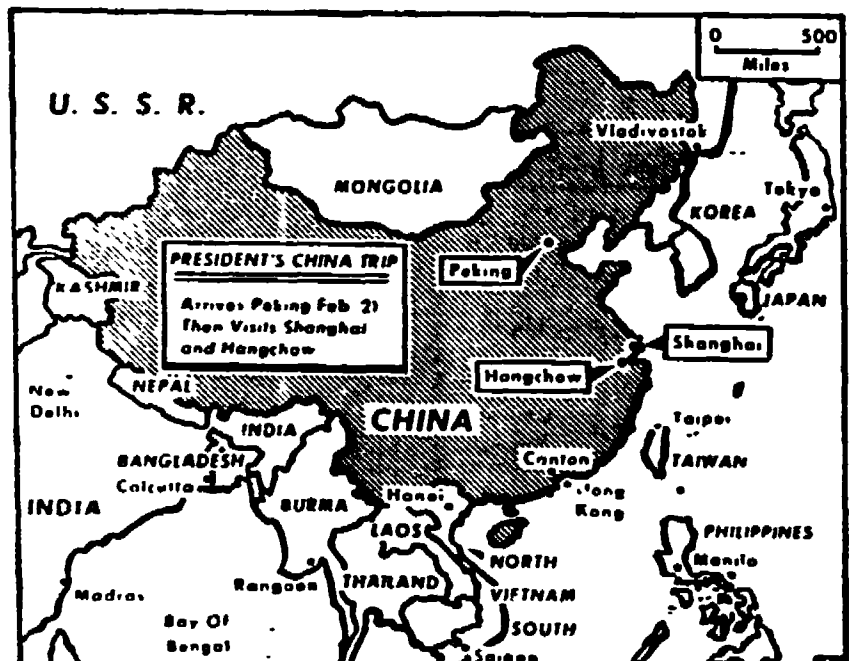 0 500
Miles
U. S. S. R.
Vladivostok
MONGOLIA
Tokyo
KOREA
PRESIDENT'S CHINA TRIP
Arrives Peking Feb 21
Then Visits Shanghai
and Hangchow
Peking
KASHMIR
JAPAN
Shanghai
Hangchow
NEPAL
New
Delhi
CHINA
INDIA
Taipei
BANGLADESH
Canton
TAIWAN
Calcutta
Hanoi
Hong
Kong
INDIA
BURMA
LAOS
PHILIPPINES
NORTH
Manila
Rangoon
THAILAND
VIETNAM
Madras
Bay Of
Bengal
SOUTH
Saigon